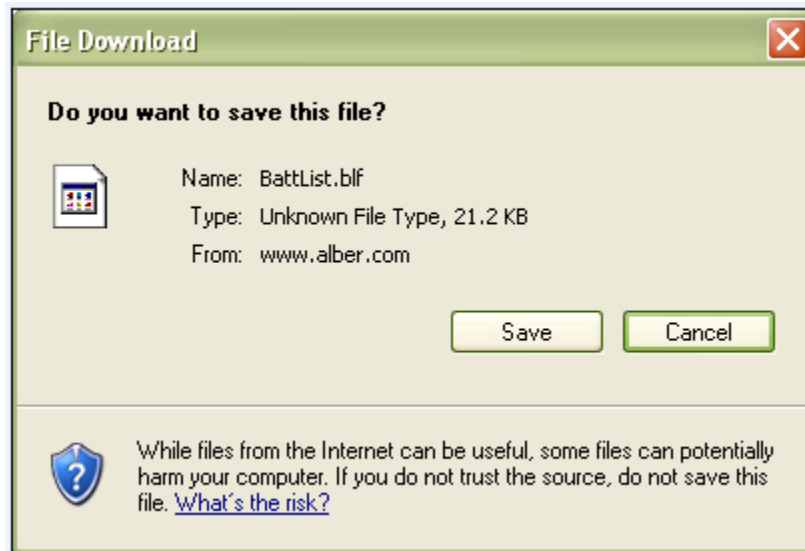 File Download
Do you want to save this file?
Name: BattList.blf
Type: Unknown File Type, 21.2 KB
From: www.alber.com
Save Cancel
While files from the Internet can be useful, some files can potentially
harm your computer. If you do not trust the source, do not save this
file. What's the risk?